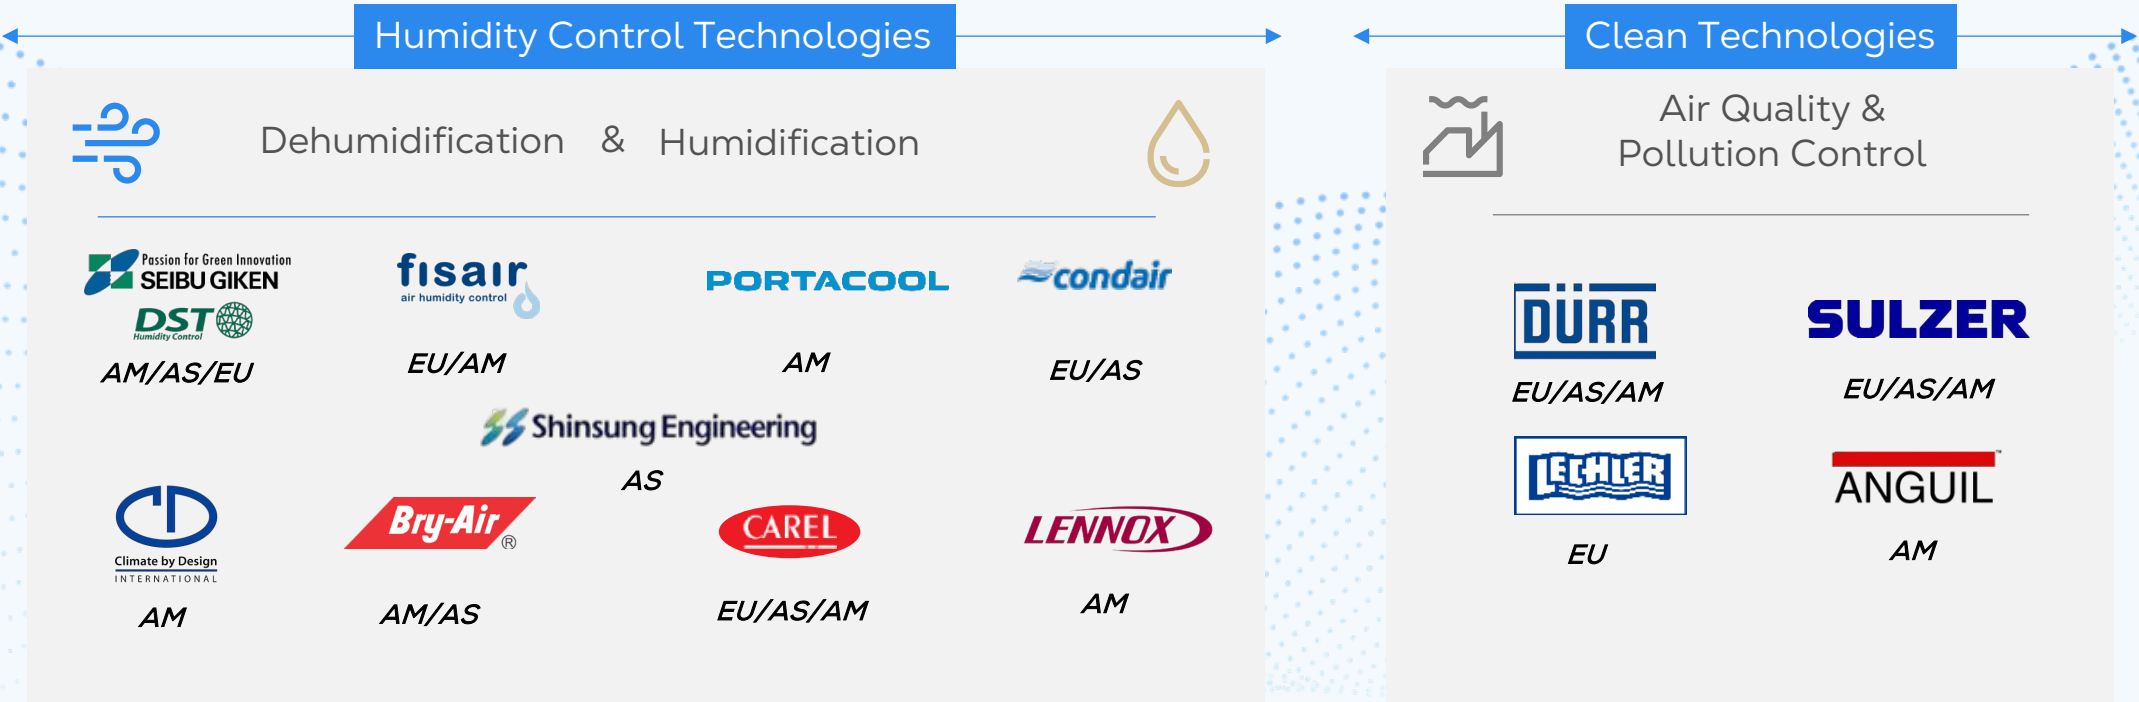 Humidity Control Technologies
Dehumidification & Humidification
Passion for Green Innovation
SEIBU GIKEN
DST
Humidity Control
AM/AS/EU
fisair
air humidity control
EU/AM
PORTACOOL
AM
condair
EU/AS
Shinsung Engineering
AS
Climate by Design
INTERNATIONAL
AM
Bry-Air ®
AM/AS
CAREL
EU/AS/AM
LENNOX
AM
Clean Technologies
Air Quality &
Pollution Control
DÜRR
EU/AS/AM
SULZER
EU/AS/AM
LECHLER
EU
ANGUIL™
AM